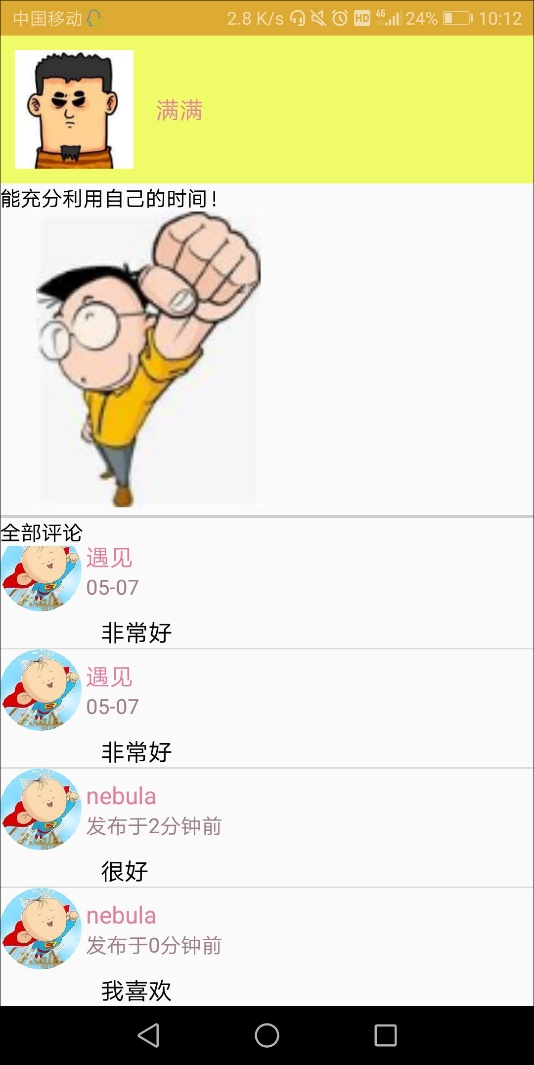 中国移动 2.8 K/s HD 4G 24% 10:12
满满
能充分利用自己的时间!
全部评论
遇见
05-07
非常好
遇见
05-07
非常好
nebula
发布于2分钟前
很好
nebula
发布于0分钟前
我喜欢